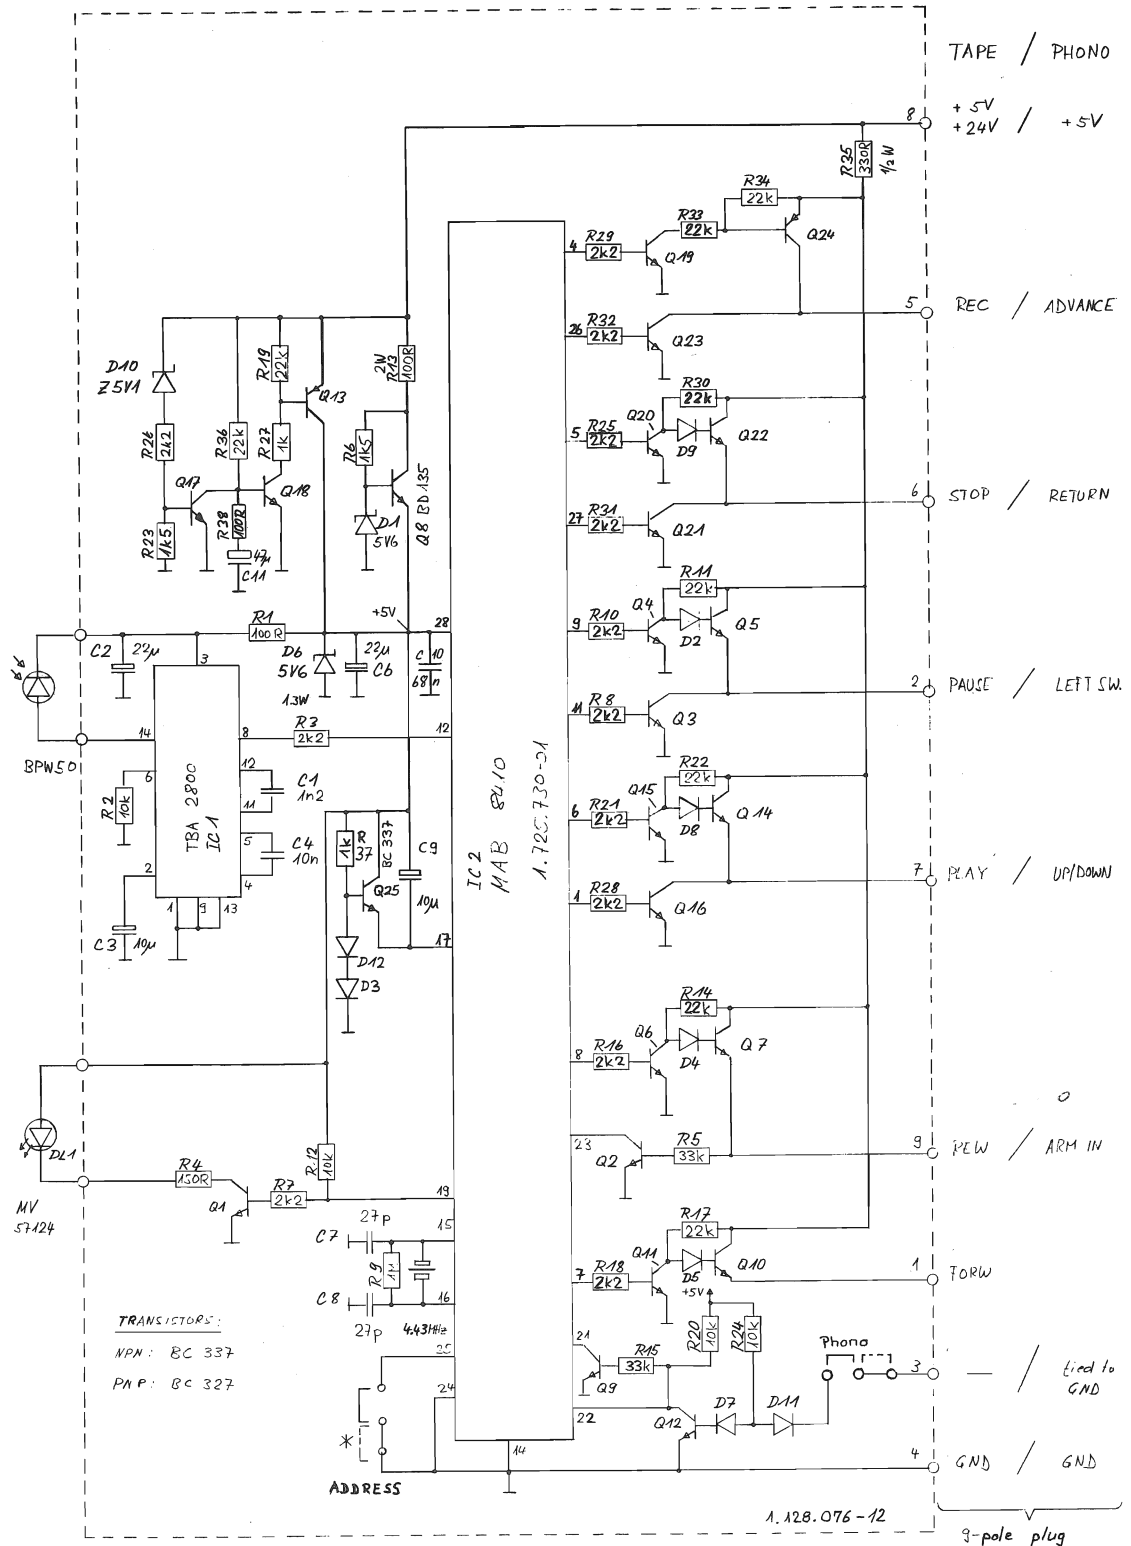 TAPE / PHONO
8 + 5V
+24V / +5V
R35 330R 1/2 W
R34
22k
R33
22k
R29
4 2k2
Q19
Q24
5 REC / ADVANCE
R32
26 2k2
Q23
D10
Z5V1
R19 22k
2W
R13 100R
Q13
R30
22k
Q20
R25
5 2k2
D9
Q22
R26 2k2
R36 22k
R27 1k
R6 1k5
Q17
Q18
Q8 BD135
6 STOP / RETURN
R31
27 2k2
Q21
R23 1k5
R38 100R
47µ
C11
D1
5V6
R11
22k
Q4
R10
9 2k2
D2
Q5
+5V
28
R1
100R
C2 22µ
D6
5V6
1.3W
22µ
C6
C 10
68n
3
2 PAUSE / LEFT SW.
R8
11 2k2
Q3
BPW50
14
8
R3
2k2
12
6
R2 10k
TBA 2800
IC1
12
11
C1
1n2
5
4
C4
10n
2
1 9 13
C3 10µ
IC2
MAB 8410
1.725.730-01
R22
22k
Q15
R21
6 2k2
D8
Q14
7 PLAY / UP/DOWN
R28
1 2k2
Q16
1k R 37
BC 337
Q25
C9
10µ
17
D12
D3
R14
22k
Q6
R16
8 2k2
D4
Q7
23
Q2
R5
33k
9 REW / ARM IN
DL1
MV
57124
R4
150R
Q1
R7
2k2
R12 10k
19
C7
27p
15
R9 1M
C8
27p
16
4.43MHz
R17
22k
Q11
R18
7 2k2
D5
Q10
1 FORW
+5V
R20 10k
R24 10k
TRANSISTORS:
NPN: BC 337
PNP: BC 327
25
24
21
R15
33k
Q9
22
Q12
D7
D11
Phono
3 — / tied to
GND
*
ADDRESS
14
4 GND / GND
1.128.076-12
9-pole plug